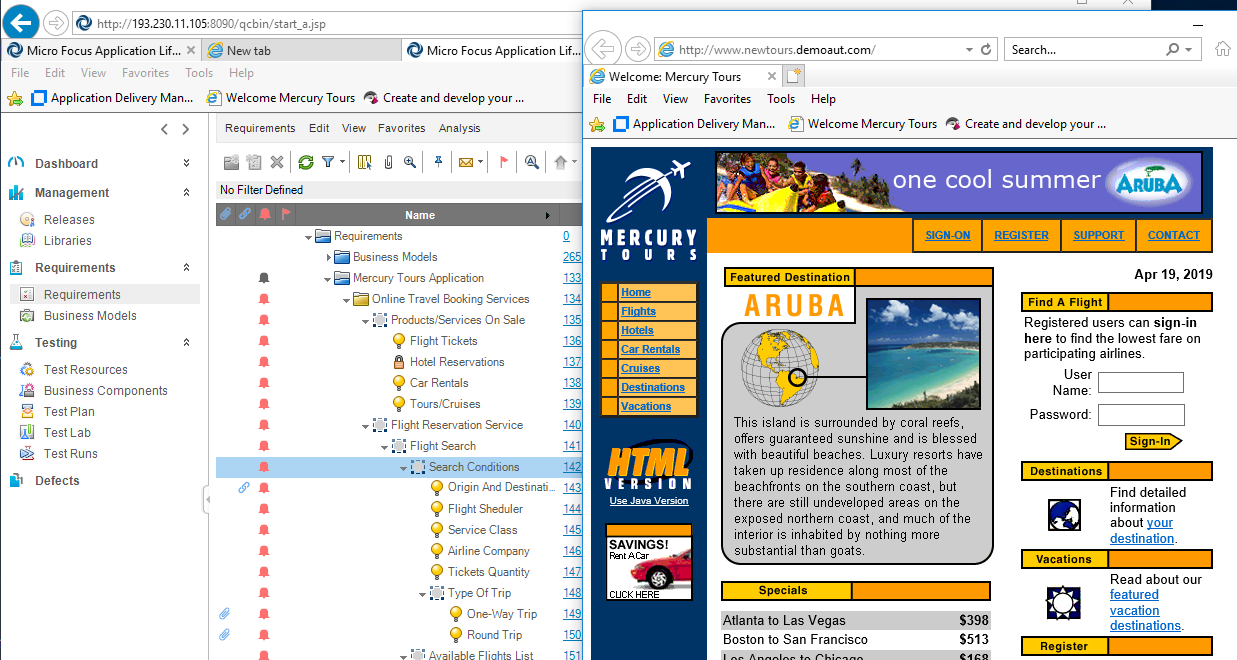 http://193.230.11.105:8090/qcbin/start_a.jsp
Micro Focus Application Lif...
New tab
Micro Focus Application Lif...
File Edit View Favorites Tools Help
Application Delivery Man...
Welcome Mercury Tours
Create and develop your ...
Dashboard
Management
Releases
Libraries
Requirements
Requirements
Business Models
Testing
Test Resources
Business Components
Test Plan
Test Lab
Test Runs
Defects
Requirements Edit View Favorites Analysis
No Filter Defined
Name
Requirements 0
Business Models 265
Mercury Tours Application 133
Online Travel Booking Services 134
Products/Services On Sale 135
Flight Tickets 136
Hotel Reservations 137
Car Rentals 138
Tours/Cruises 139
Flight Reservation Service 140
Flight Search 141
Search Conditions 142
Origin And Destinati... 143
Flight Sheduler 144
Service Class 145
Airline Company 146
Tickets Quantity 147
Type Of Trip 148
One-Way Trip 149
Round Trip 150
Available Flights List 151
http://www.newtours.demoaut.com/
Search...
Welcome: Mercury Tours
File Edit View Favorites Tools Help
Application Delivery Man...
Welcome Mercury Tours
Create and develop your ...
MERCURY
TOURS
one cool summer
ARUBA
SIGN-ON
REGISTER
SUPPORT
CONTACT
Home
Flights
Hotels
Car Rentals
Cruises
Destinations
Vacations
HTML
VERSION
Use Java Version
SAVINGS!
Rent A Car
CLICK HERE
Featured Destination
ARUBA
This island is surrounded by coral reefs,
offers guaranteed sunshine and is blessed
with beautiful beaches. Luxury resorts have
taken up residence along most of the
beachfronts on the southern coast, but
there are still undeveloped areas on the
exposed northern coast, and much of the
interior is inhabited by nothing more
substantial than goats.
Specials
Atlanta to Las Vegas $398
Boston to San Francisco $513
Los Angeles to Chicago $168
Apr 19, 2019
Find A Flight
Registered users can sign-in
here to find the lowest fare on
participating airlines.
User
Name:
Password:
Sign-In
Destinations
Find detailed
information
about your
destination.
Vacations
Read about our
featured
vacation
destinations.
Register